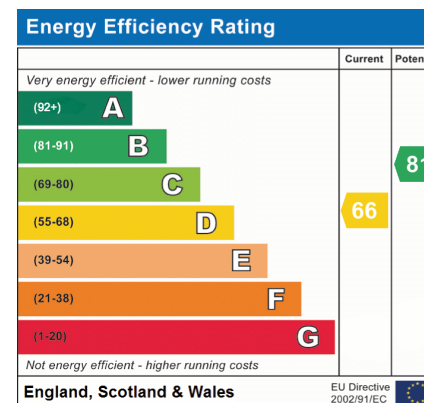 Energy Efficiency Rating
Current Poten
Very energy efficient - lower running costs
(92+) A
(81-91) B
(69-80) C
(55-68) D
(39-54) E
(21-38) F
(1-20) G
66
81
Not energy efficient - higher running costs
England, Scotland & Wales
EU Directive
2002/91/EC